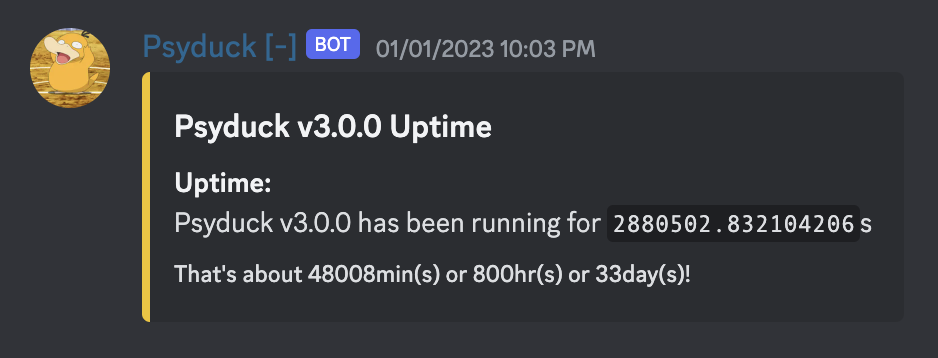 Psyduck [-] BOT 01/01/2023 10:03 PM
Psyduck v3.0.0 Uptime
Uptime:
Psyduck v3.0.0 has been running for 2880502.832104206s
That's about 48008min(s) or 800hr(s) or 33day(s)!